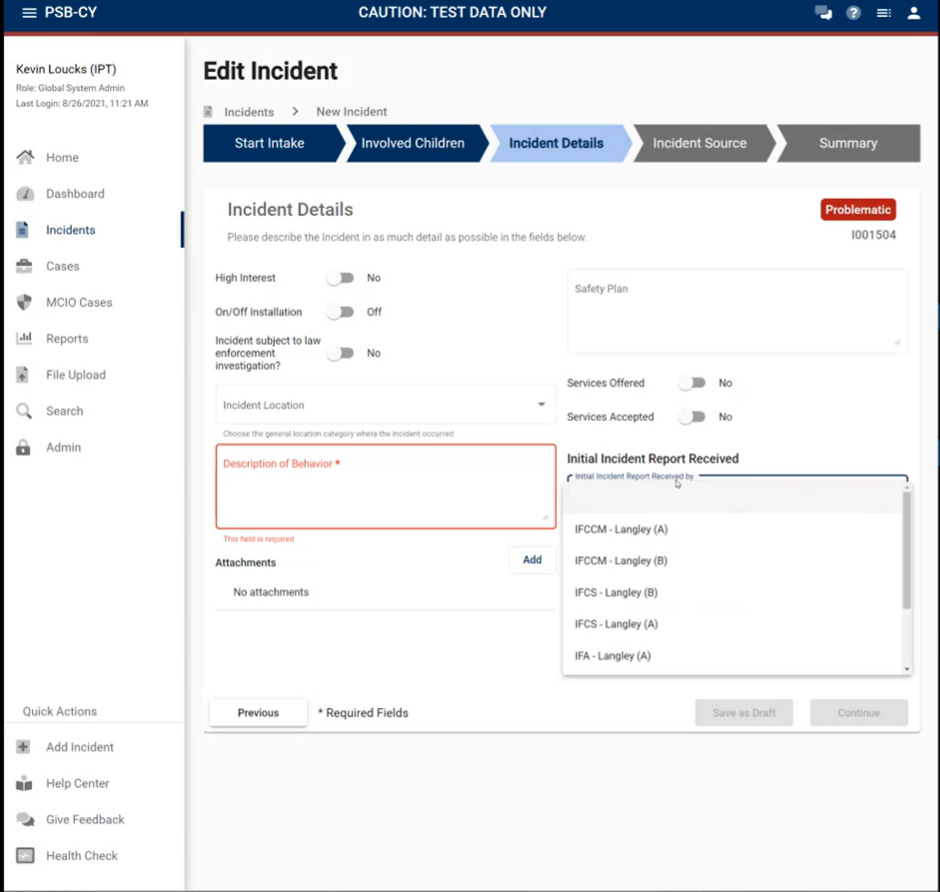 PSB-CY
CAUTION: TEST DATA ONLY
Kevin Loucks (IPT)
Role: Global System Admin
Last Login: 8/26/2021, 11:21 AM
Home
Dashboard
Incidents
Cases
MCIO Cases
Reports
File Upload
Search
Admin
Quick Actions
Add Incident
Help Center
Give Feedback
Health Check
Edit Incident
Incidents > New Incident
Start Intake
Involved Children
Incident Details
Incident Source
Summary
Incident Details
Problematic
Please describe the Incident in as much detail as possible in the fields below.
I001504
High Interest No
On/Off Installation Off
Incident subject to law
enforcement No
investigation?
Incident Location
Choose the general location category where the incident occurred
Description of Behavior *
This field is required
Attachments Add
No attachments
Safety Plan
Services Offered No
Services Accepted No
Initial Incident Report Received
Initial Incident Report Received by
IFCCM - Langley (A)
IFCCM - Langley (B)
IFCS - Langley (B)
IFCS - Langley (A)
IFA - Langley (A)
Previous * Required Fields
Save as Draft Continue